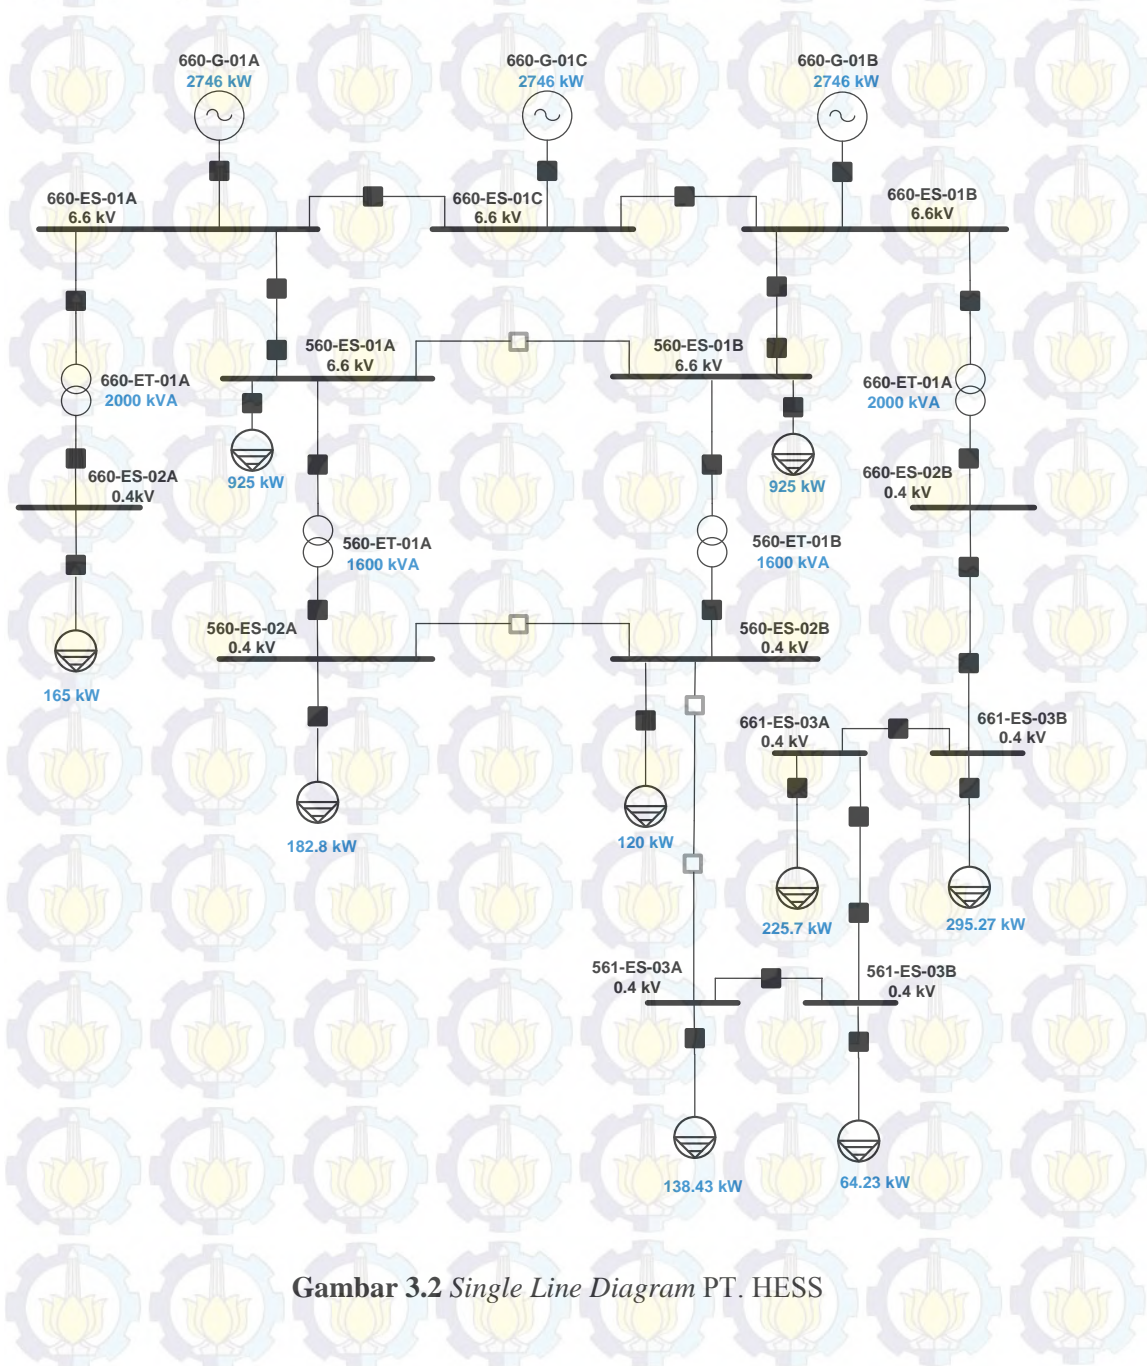 660-G-01A
2746 kW
660-G-01C
2746 kW
660-G-01B
2746 kW
660-ES-01A
6.6 kV
660-ES-01C
6.6 kV
660-ES-01B
6.6kV
560-ES-01A
6.6 kV
560-ES-01B
6.6 kV
660-ET-01A
2000 kVA
660-ET-01A
2000 kVA
660-ES-02A
0.4kV
925 kW
925 kW
660-ES-02B
0.4 kV
560-ET-01A
1600 kVA
560-ET-01B
1600 kVA
560-ES-02A
0.4 kV
560-ES-02B
0.4 kV
165 kW
661-ES-03A
0.4 kV
661-ES-03B
0.4 kV
182.8 kW
120 kW
225.7 kW
295.27 kW
561-ES-03A
0.4 kV
561-ES-03B
0.4 kV
138.43 kW
64.23 kW
Gambar 3.2 Single Line Diagram PT. HESS